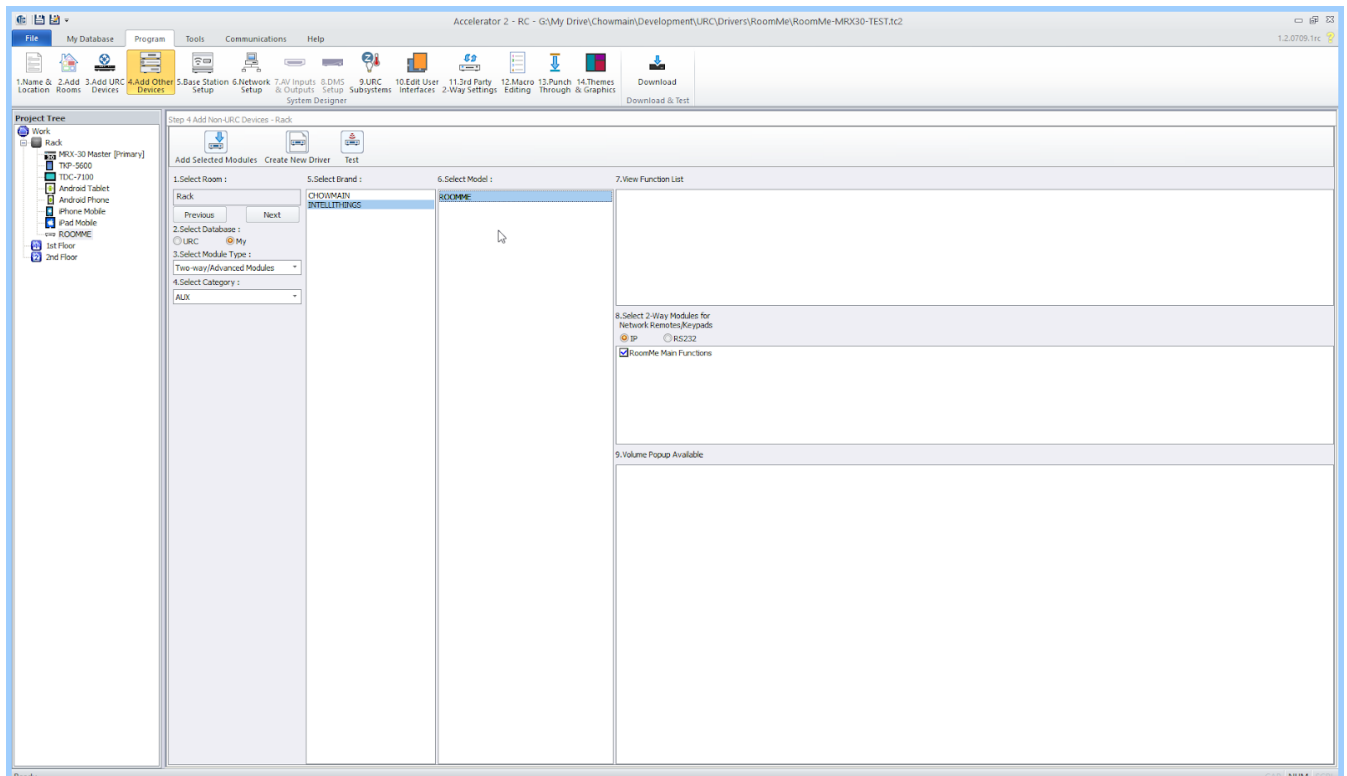 Accelerator 2 - RC - G:\My Drive\Chowmain\Development\URC\Drivers\RoomMe\RoomMe-MRX30-TEST.tc2
File My Database Program Tools Communications Help 1.2.0709.1rc
1.Name & Location 2.Add Rooms 3.Add URC Devices 4.Add Other Devices 5.Base Station Setup 6.Network Setup 7.AV Inputs & Outputs 8.DMS Setup 9.URC Subsystems 10.Edit User Interfaces 11.3rd Party 2-Way Settings 12.Macro Editing 13.Punch Through 14.Themes & Graphics Download
System Designer Download & Test
Project Tree
Work
Rack
MRX-30 Master [Primary]
TKP-5600
TDC-7100
Android Tablet
Android Phone
iPhone Mobile
iPad Mobile
ROOMME
1st Floor
2nd Floor
Step 4 Add Non-URC Devices - Rack
Add Selected Modules Create New Driver Test
1.Select Room :
Rack
Previous Next
2.Select Database :
URC My
3.Select Module Type :
Two-way/Advanced Modules
4.Select Category :
AUX
5.Select Brand :
CHOWMAIN
INTELLITHINGS
6.Select Model :
ROOMME
7.View Function List
8.Select 2-Way Modules for
Network Remotes/Keypads
IP RS232
RoomMe Main Functions
9.Volume Popup Available